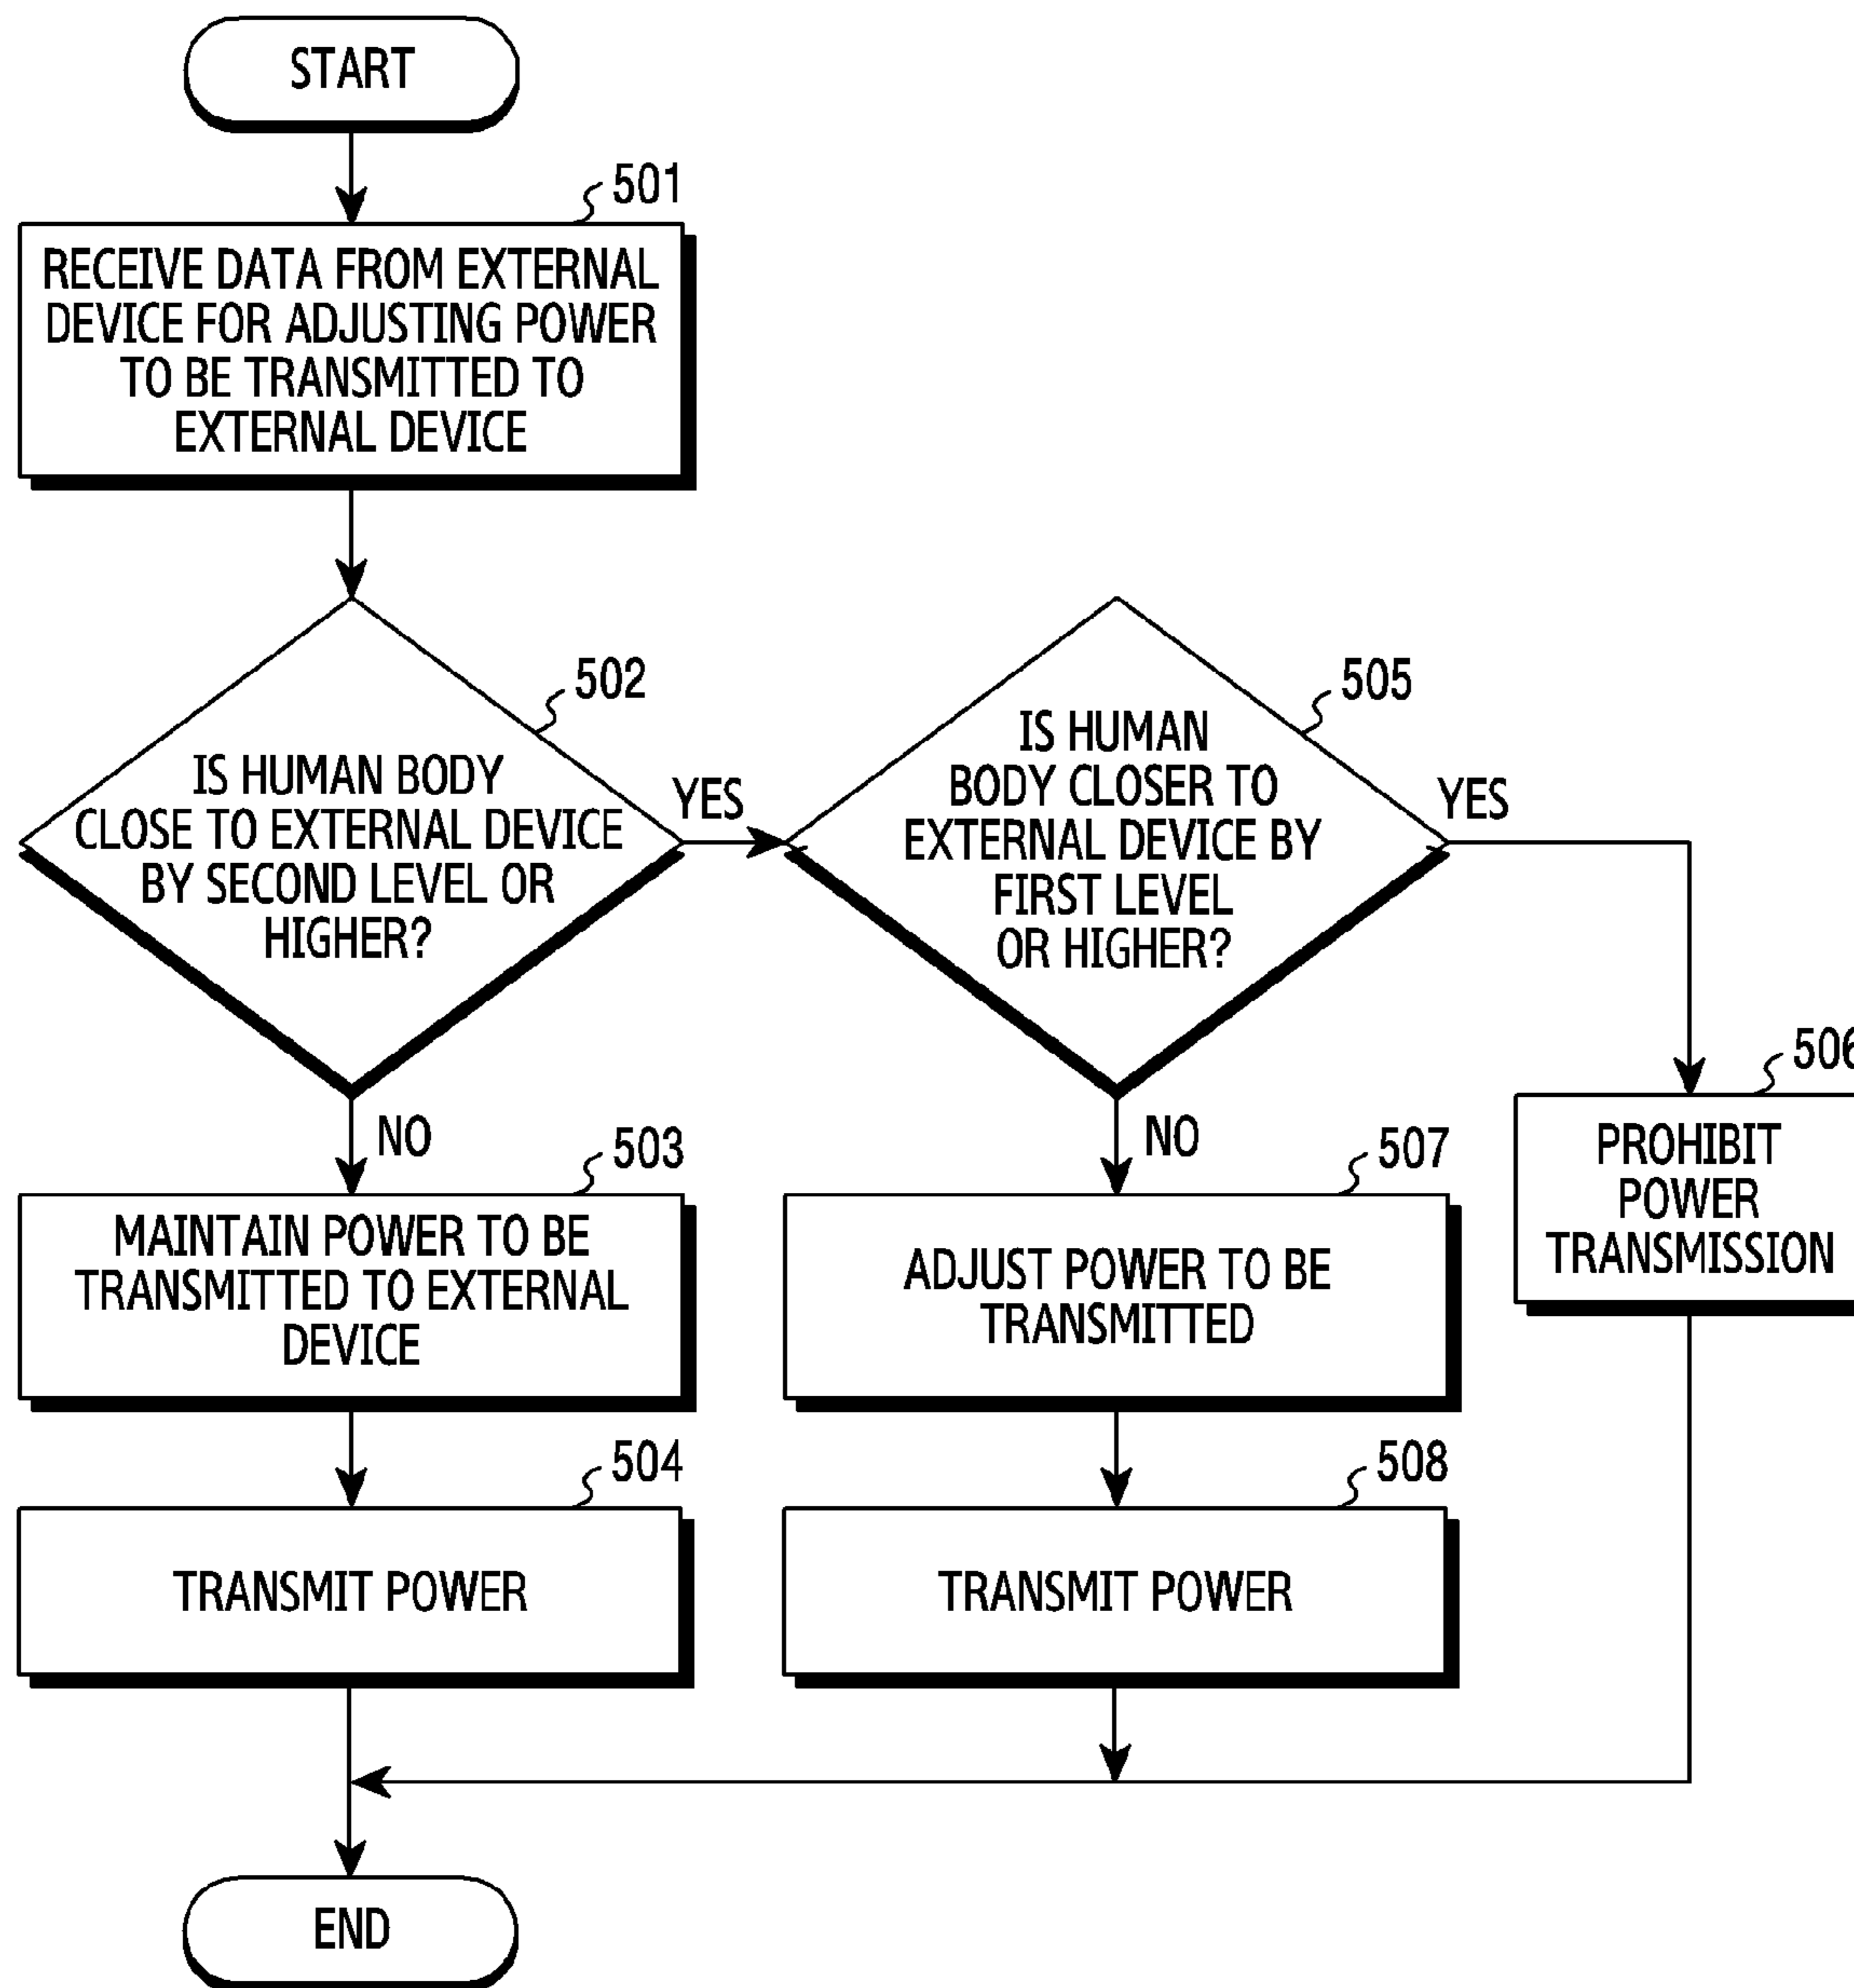 START
501
RECEIVE DATA FROM EXTERNAL
DEVICE FOR ADJUSTING POWER
TO BE TRANSMITTED TO
EXTERNAL DEVICE
502
IS HUMAN BODY
CLOSE TO EXTERNAL DEVICE
BY SECOND LEVEL OR
HIGHER?
YES
NO
505
IS HUMAN
BODY CLOSER TO
EXTERNAL DEVICE BY
FIRST LEVEL
OR HIGHER?
YES
NO
506
PROHIBIT
POWER
TRANSMISSION
503
MAINTAIN POWER TO BE
TRANSMITTED TO EXTERNAL
DEVICE
507
ADJUST POWER TO BE
TRANSMITTED
504
TRANSMIT POWER
508
TRANSMIT POWER
END